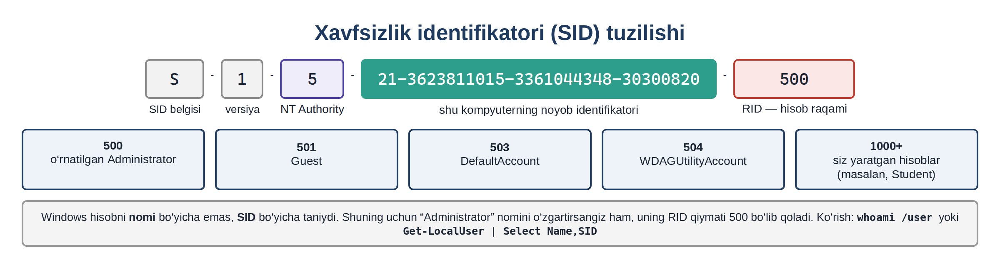 Xavfsizlik identifikatori (SID) tuzilishi
S - 1 - 5 - 21−3623811015−3361044348−30300820 - 500
SID belgisi versiya NT Authority shu kompyuterning noyob identifikatori RID — hisob raqami
500
o‘rnatilgan Administrator
501
Guest
503
DefaultAccount
504
WDAGUtilityAccount
1000+
siz yaratgan hisoblar
(masalan, Student)
Windows hisobni nomi bo‘yicha emas, SID bo‘yicha taniydi. Shuning uchun “Administrator” nomini o‘zgartirsangiz ham, uning RID qiymati 500 bo‘lib qoladi. Ko‘rish: whoami /user yoki
Get-LocalUser | Select Name,SID